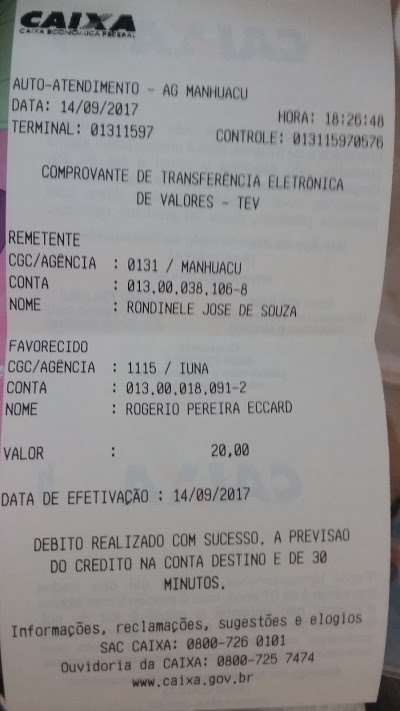 CAIXA
CAIXA ECONÔMICA FEDERAL
AUTO-ATENDIMENTO - AG MANHUACU
DATA: 14/09/2017 HORA: 18:26:48
TERMINAL: 01311597 CONTROLE: 013115970576
COMPROVANTE DE TRANSFERÊNCIA ELETRÔNICA
DE VALORES - TEV
REMETENTE
CGC/AGÊNCIA : 0131 / MANHUACU
CONTA : 013.00.038.106-8
NOME : RONDINELE JOSE DE SOUZA
FAVORECIDO
CGC/AGÊNCIA : 1115 / IUNA
CONTA : 013.00.018.091-2
NOME : ROGERIO PEREIRA ECCARD
VALOR : 20,00
DATA DE EFETIVAÇÃO : 14/09/2017
DEBITO REALIZADO COM SUCESSO. A PREVISAO
DO CREDITO NA CONTA DESTINO E DE 30
MINUTOS.
Informações, reclamações, sugestões e elogios
SAC CAIXA: 0800-726 0101
Ouvidoria da CAIXA: 0800-725 7474
www.caixa.gov.br